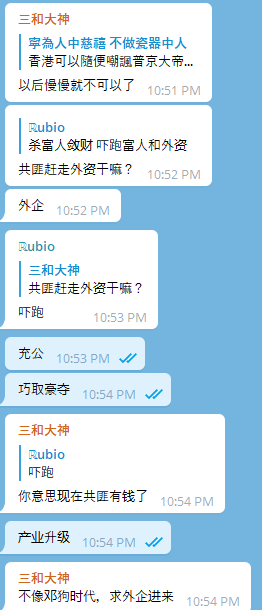 三和大神
寧為人中慈禧 不做瓷器中人
香港可以隨便嘲諷普京大帝...
以后慢慢就不可以了
10:51 PM
ℝubio
杀富人敛财 吓跑富人和外资
共匪赶走外资干嘛？
10:52 PM
外企
10:52 PM
ℝubio
三和大神
共匪赶走外资干嘛？
吓跑
10:53 PM
充公
10:53 PM
巧取豪夺
10:54 PM
三和大神
ℝubio
吓跑
你意思现在共匪有钱了
10:54 PM
产业升级
10:54 PM
三和大神
不像邓狗时代，求外企进来
10:54 PM